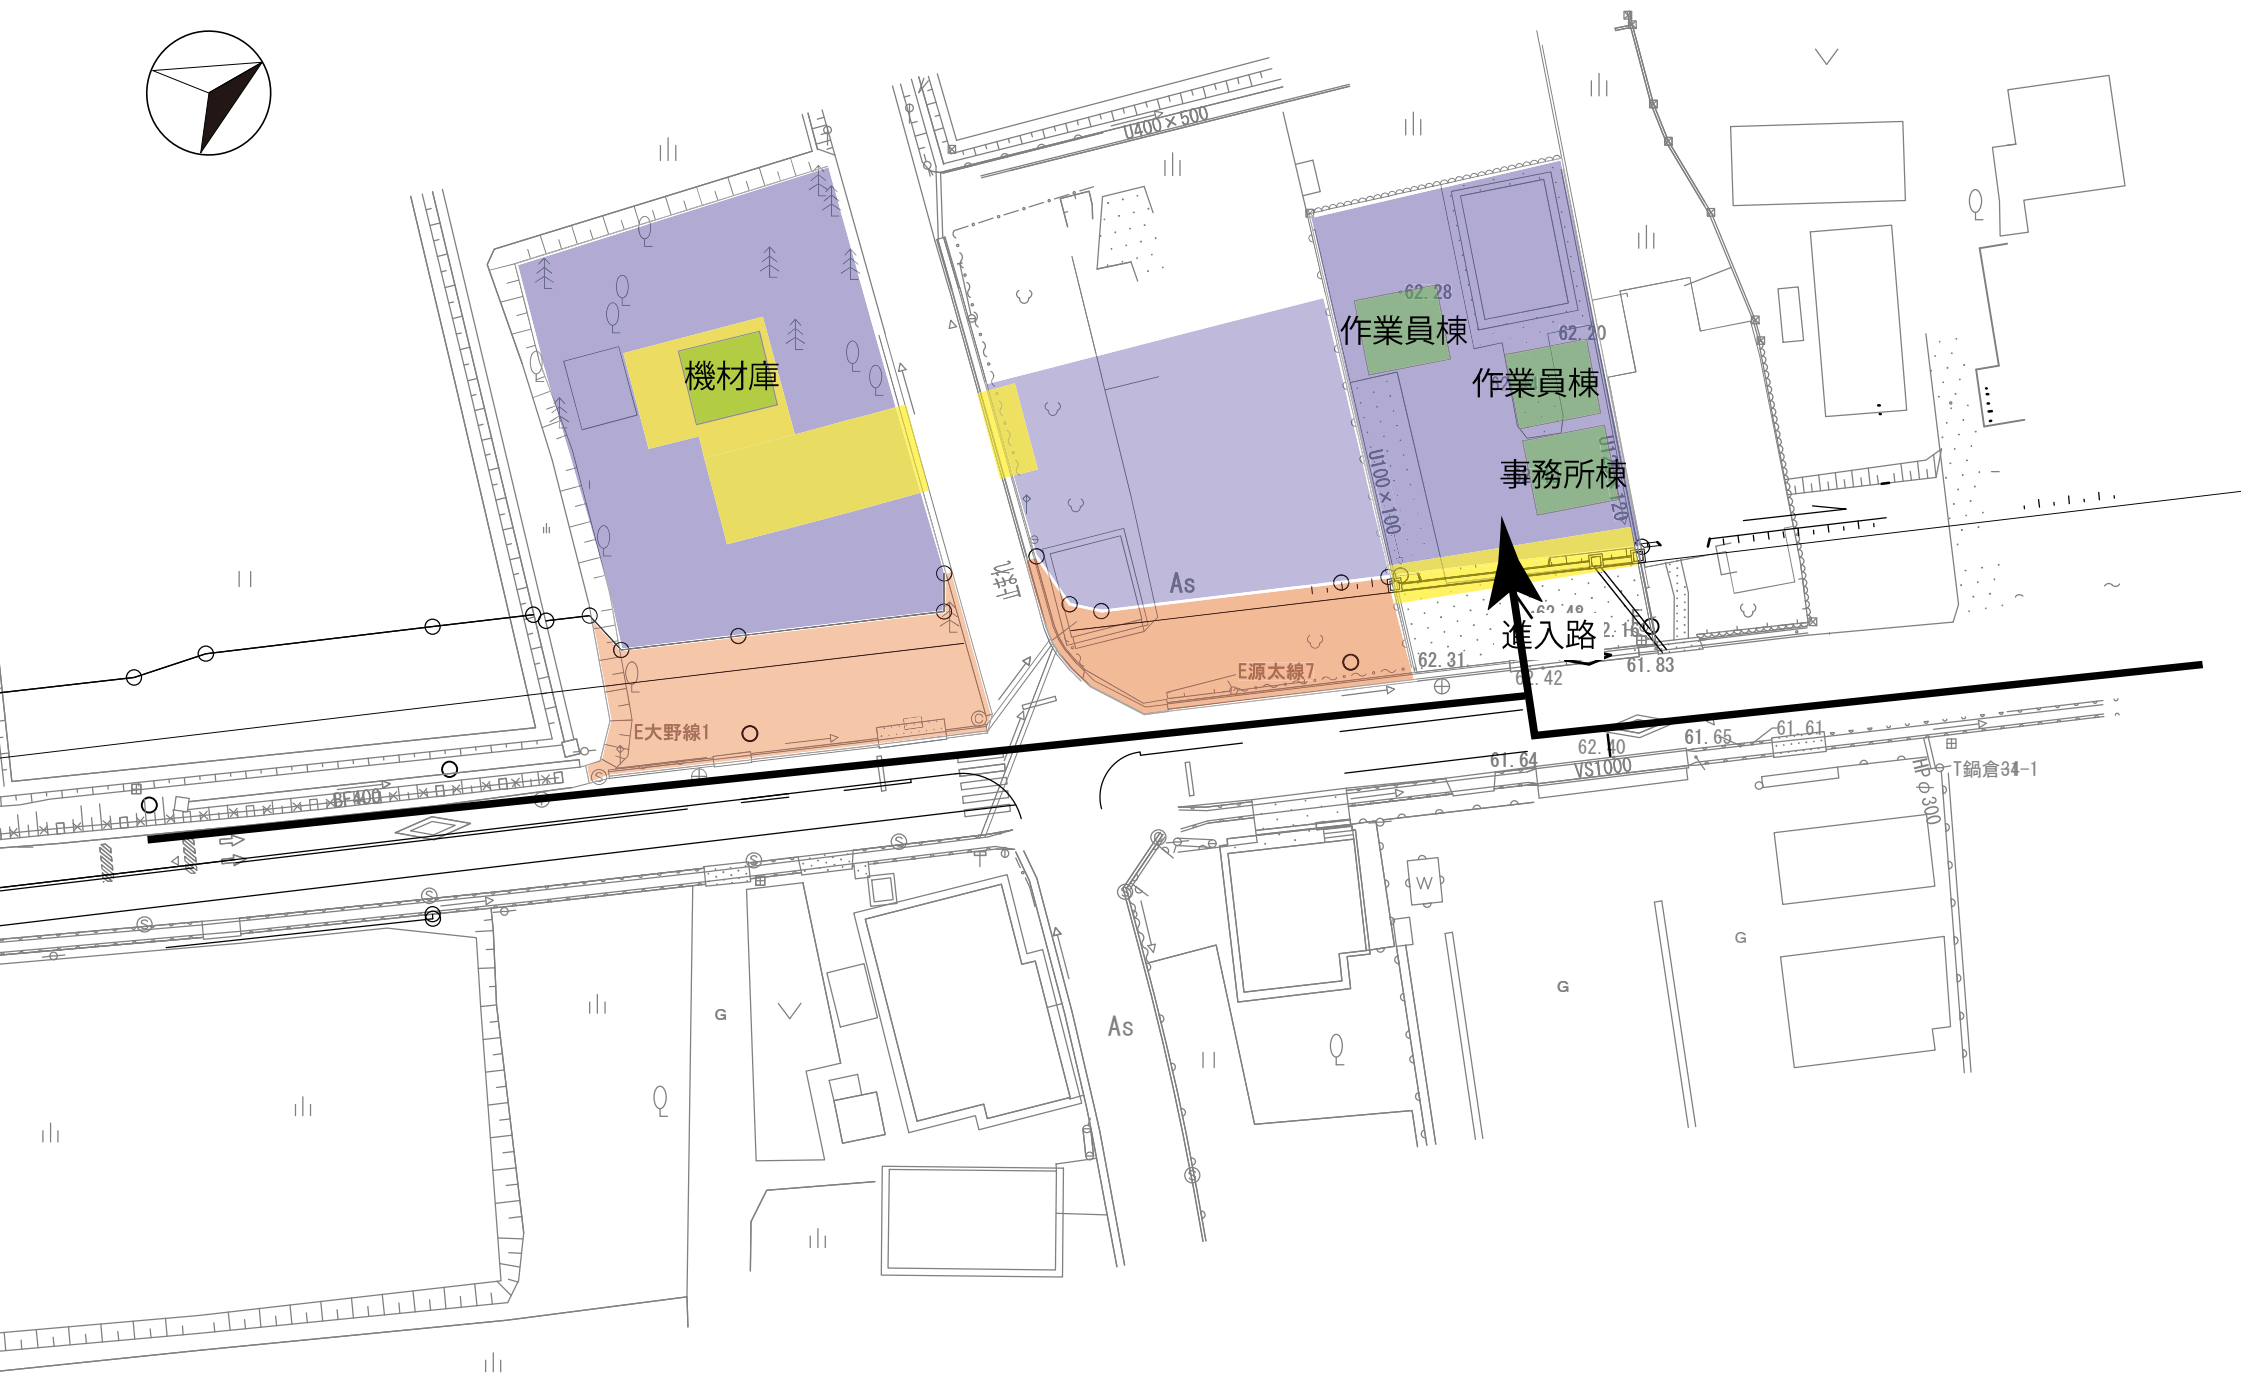 U400×500
62.28
作業員棟
62.20
機材庫
作業員棟
事務所棟
U100×100
As
62.48
進入路
62.31
E源太線7
62.42
61.83
E大野線1
61.61
61.65
62.40
61.64
VS1000
T鍋倉34-1
HPφ300
BF400
W
G
G
G
As